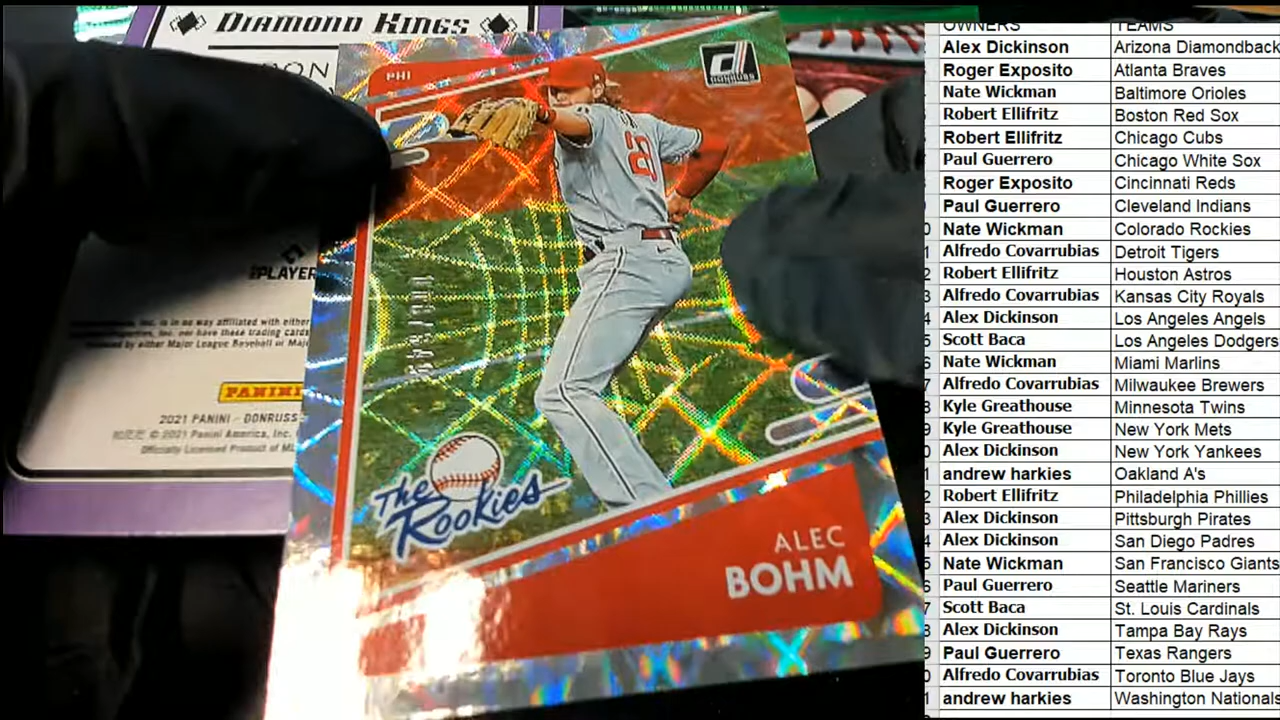 DIAMOND KINGS
PHI
DONRUSS
PLAYER
PANINI
2021 PANINI - DONRUSS
© 2021 Panini America, Inc.
Officially Licensed Product of
The
Rookies
ALEC
BOHM
OWNERS TEAMS
Alex Dickinson Arizona Diamondback
Roger Exposito Atlanta Braves
Nate Wickman Baltimore Orioles
Robert Ellifritz Boston Red Sox
Robert Ellifritz Chicago Cubs
Paul Guerrero Chicago White Sox
Roger Exposito Cincinnati Reds
Paul Guerrero Cleveland Indians
Nate Wickman Colorado Rockies
Alfredo Covarrubias Detroit Tigers
Robert Ellifritz Houston Astros
Alfredo Covarrubias Kansas City Royals
Alex Dickinson Los Angeles Angels
Scott Baca Los Angeles Dodgers
Nate Wickman Miami Marlins
Alfredo Covarrubias Milwaukee Brewers
Kyle Greathouse Minnesota Twins
Kyle Greathouse New York Mets
Alex Dickinson New York Yankees
andrew harkies Oakland A's
Robert Ellifritz Philadelphia Phillies
Alex Dickinson Pittsburgh Pirates
Alex Dickinson San Diego Padres
Nate Wickman San Francisco Giants
Paul Guerrero Seattle Mariners
Scott Baca St. Louis Cardinals
Alex Dickinson Tampa Bay Rays
Paul Guerrero Texas Rangers
Alfredo Covarrubias Toronto Blue Jays
andrew harkies Washington Nationals